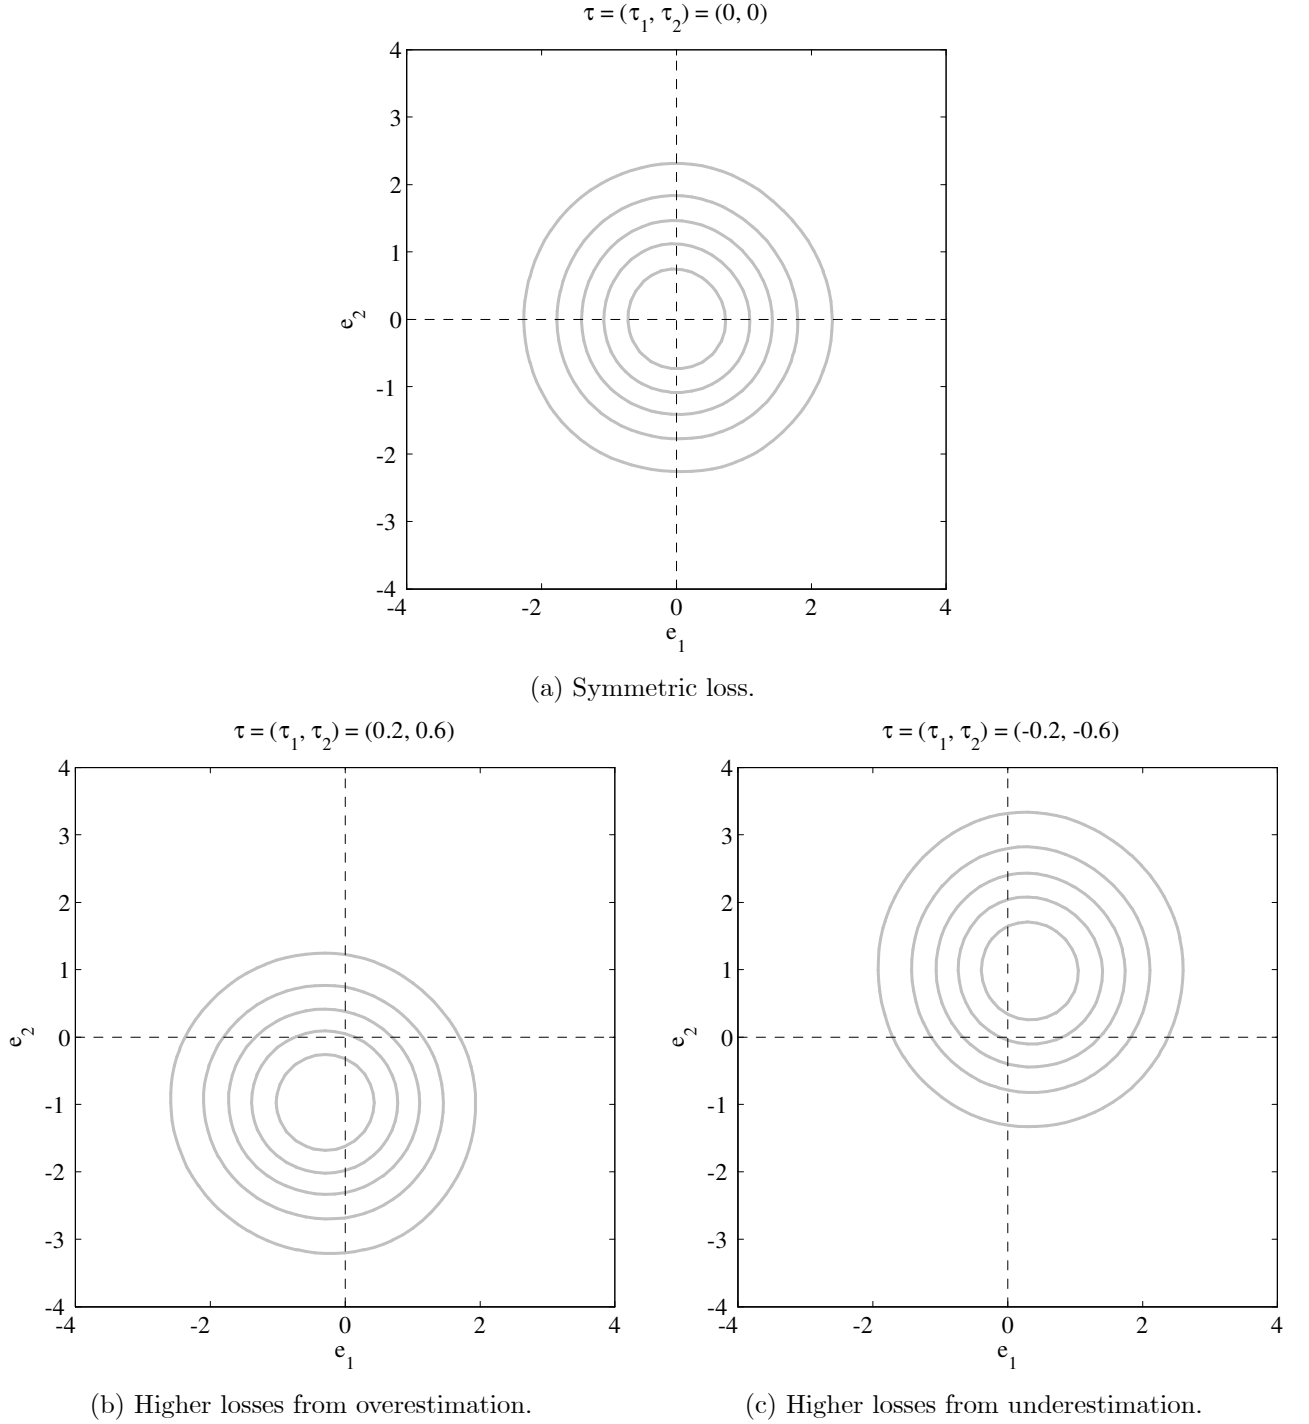 τ = (τ1, τ2) = (0, 0)
4
3
2
1
0
-1
-2
-3
-4
e2
-4 -2 0 2 4
e1
(a) Symmetric loss.
τ = (τ1, τ2) = (0.2, 0.6)
4
3
2
1
0
-1
-2
-3
-4
e2
-4 -2 0 2 4
e1
(b) Higher losses from overestimation.
τ = (τ1, τ2) = (-0.2, -0.6)
4
3
2
1
0
-1
-2
-3
-4
e2
-4 -2 0 2 4
e1
(c) Higher losses from underestimation.